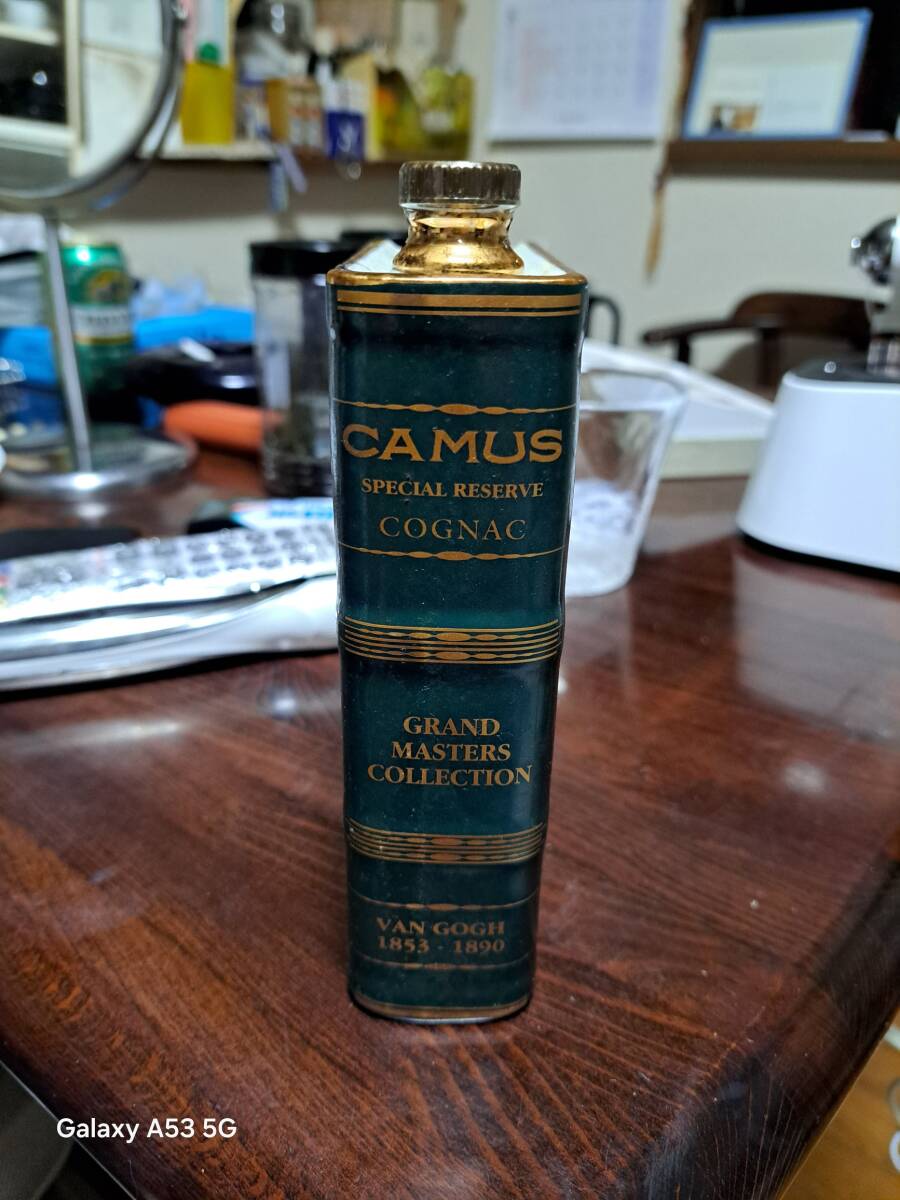 CAMUS
SPECIAL RESERVE
COGNAC
GRAND
MASTERS
COLLECTION
VAN GOGH
1853 - 1890
Galaxy A53 5G